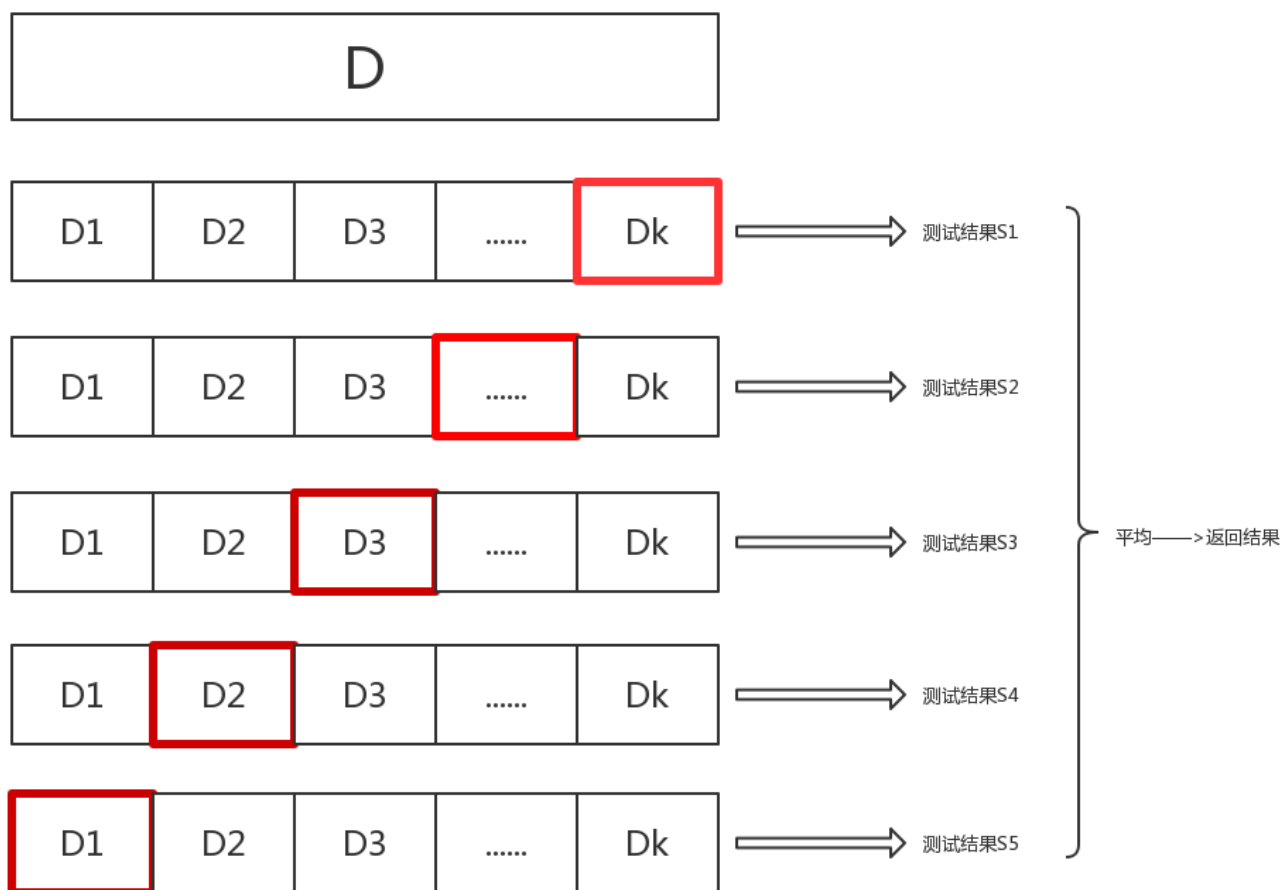 D
D1 D2 D3 ...... Dk 测试结果S1
D1 D2 D3 ...... Dk 测试结果S2
D1 D2 D3 ...... Dk 测试结果S3
平均——>返回结果
D1 D2 D3 ...... Dk 测试结果S4
D1 D2 D3 ...... Dk 测试结果S5